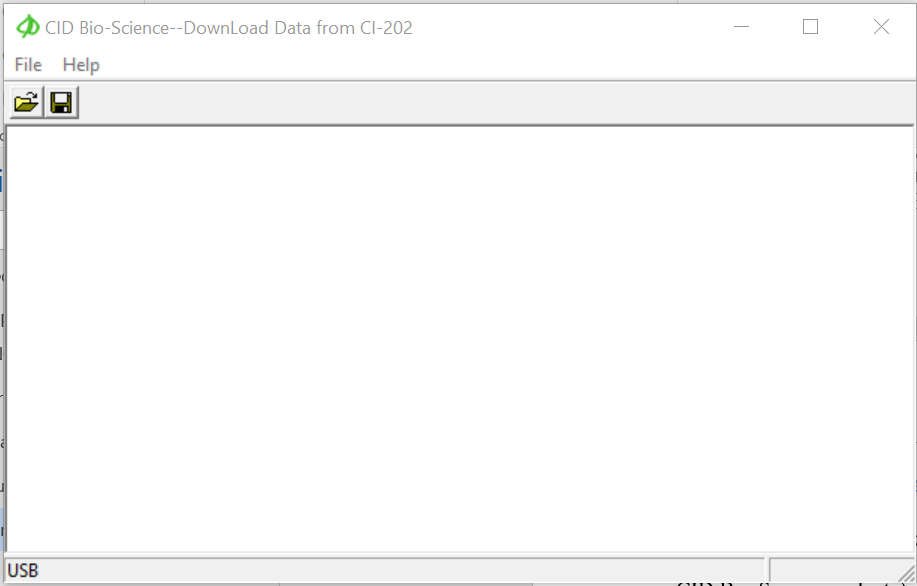 CID Bio-Science--DownLoad Data from CI-202
File Help
USB